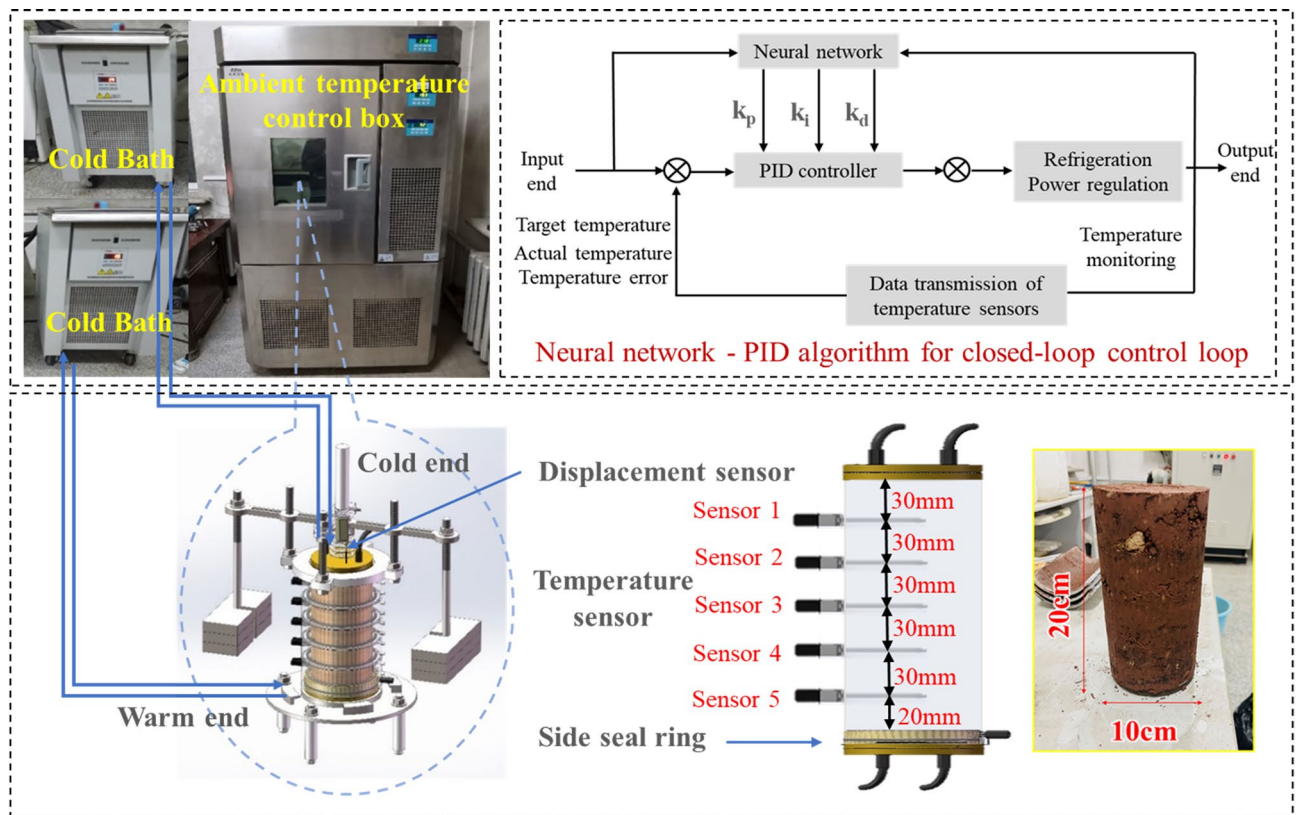 Ambient temperature
control box
Cold Bath
Cold Bath
Neural network
k_p
k_i
k_d
Input
end
PID controller
Refrigeration
Power regulation
Output
end
Target temperature
Actual temperature
Temperature error
Temperature
monitoring
Data transmission of
temperature sensors
Neural network - PID algorithm for closed-loop control loop
Cold end
Warm end
Displacement sensor
Temperature
sensor
Side seal ring
Sensor 1
Sensor 2
Sensor 3
Sensor 4
Sensor 5
30mm
30mm
30mm
30mm
30mm
20mm
20cm
10cm